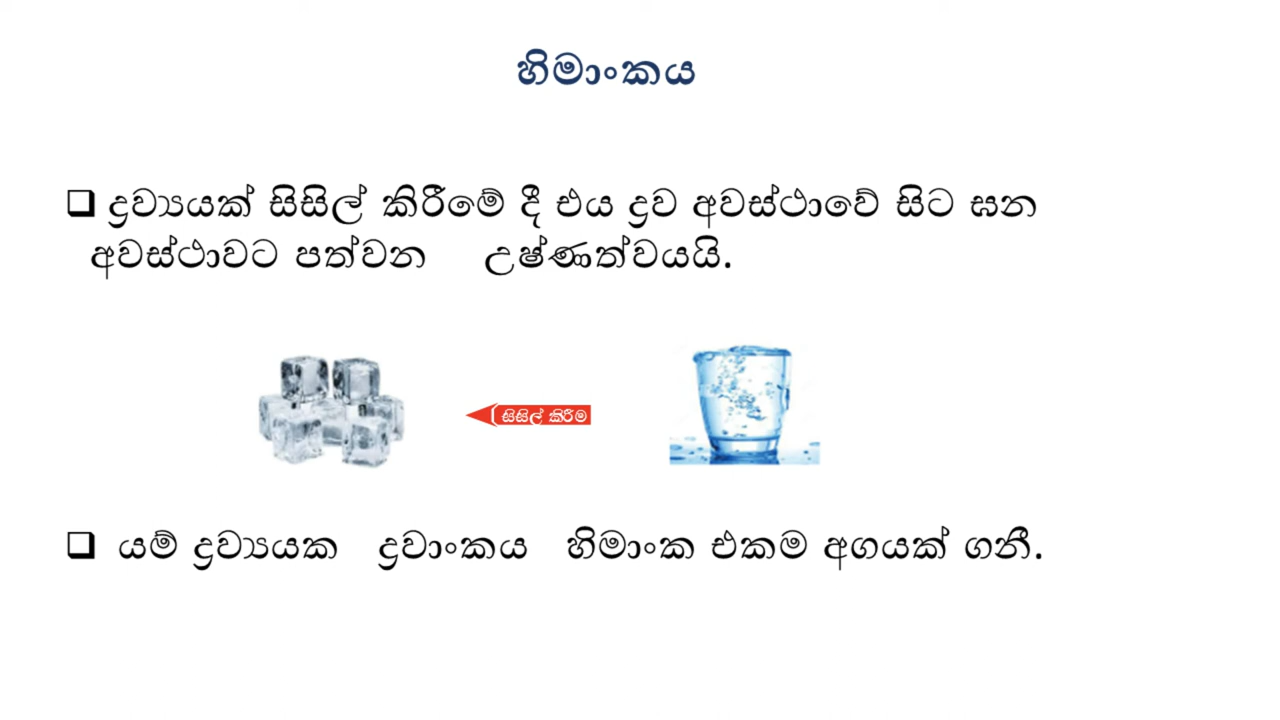 හිමාංකය
ද්‍රව්‍යයක් සිසිල් කිරීමේ දී එය ද්‍රව අවස්ථාවේ සිට ඝන
අවස්ථාවට පත්වන උෂ්ණත්වයයි.
( සිසිල් කිරීම
යම් ද්‍රව්‍යයක ද්‍රවාංකය හිමාංක එකම අගයක් ගනී.